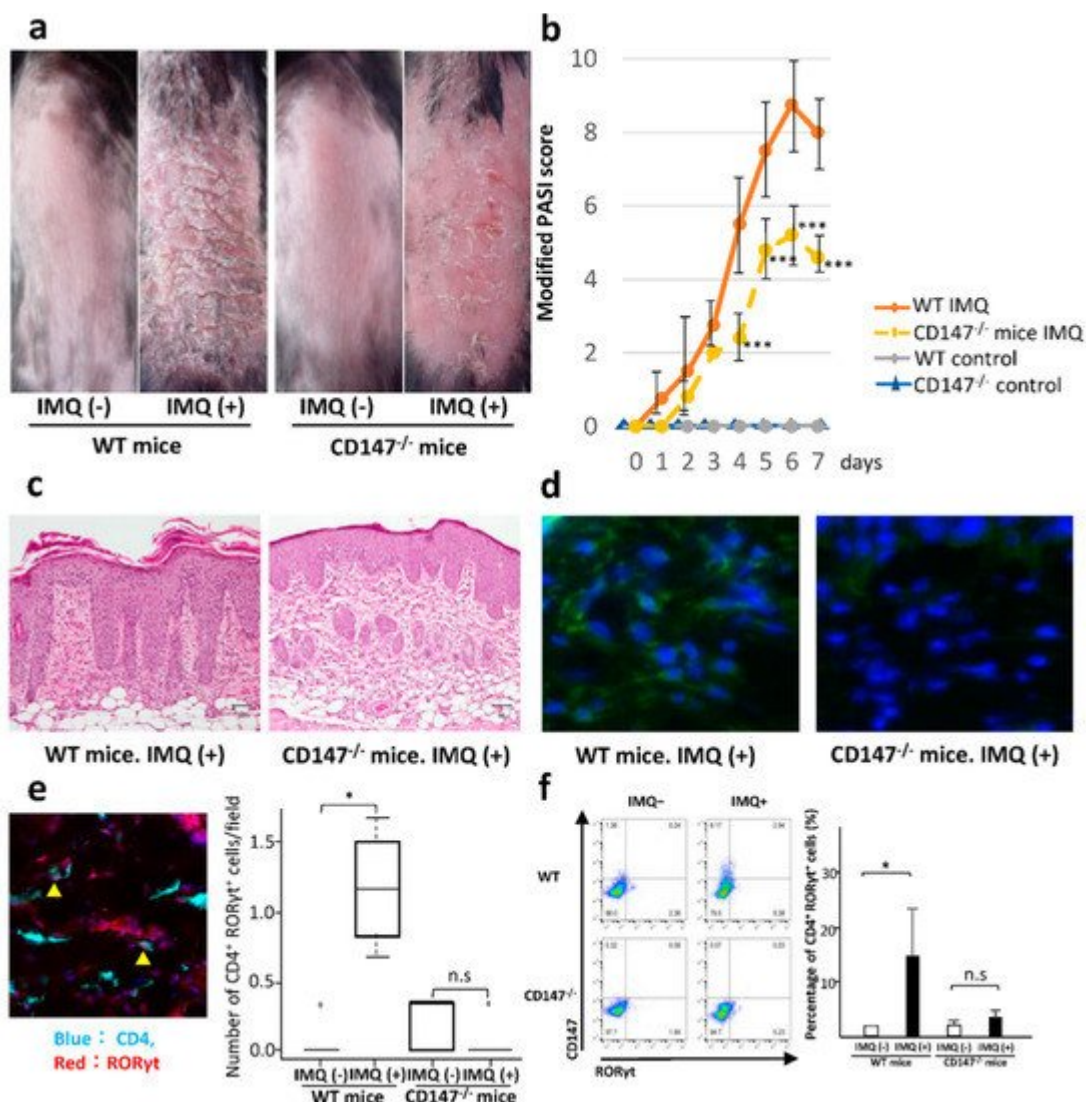 a
IMQ (-) IMQ (+) IMQ (-) IMQ (+)
WT mice CD147-/- mice
b
Modified PASI score
10
8
6
4
2
0
***
***
***
***
0 1 2 3 4 5 6 7 days
WT IMQ
CD147-/- mice IMQ
WT control
CD147-/- control
c
WT mice. IMQ (+) CD147-/- mice. IMQ (+)
d
WT mice. IMQ (+) CD147-/- mice. IMQ (+)
e
Blue : CD4,
Red : RORyt
Number of CD4+ RORyt+ cells/field
1.5
1.0
0.5
0.0
*
n.s
IMQ (-) IMQ (+) IMQ (-) IMQ (+)
WT mice CD147-/- mice
f
IMQ− IMQ+
WT
CD147-/-
CD147
RORyt
Percentage of CD4+ RORyt+ cells (%)
30
20
10
*
n.s
IMQ (-) IMQ (+) IMQ (-) IMQ (+)
WT mice CD147-/- mice